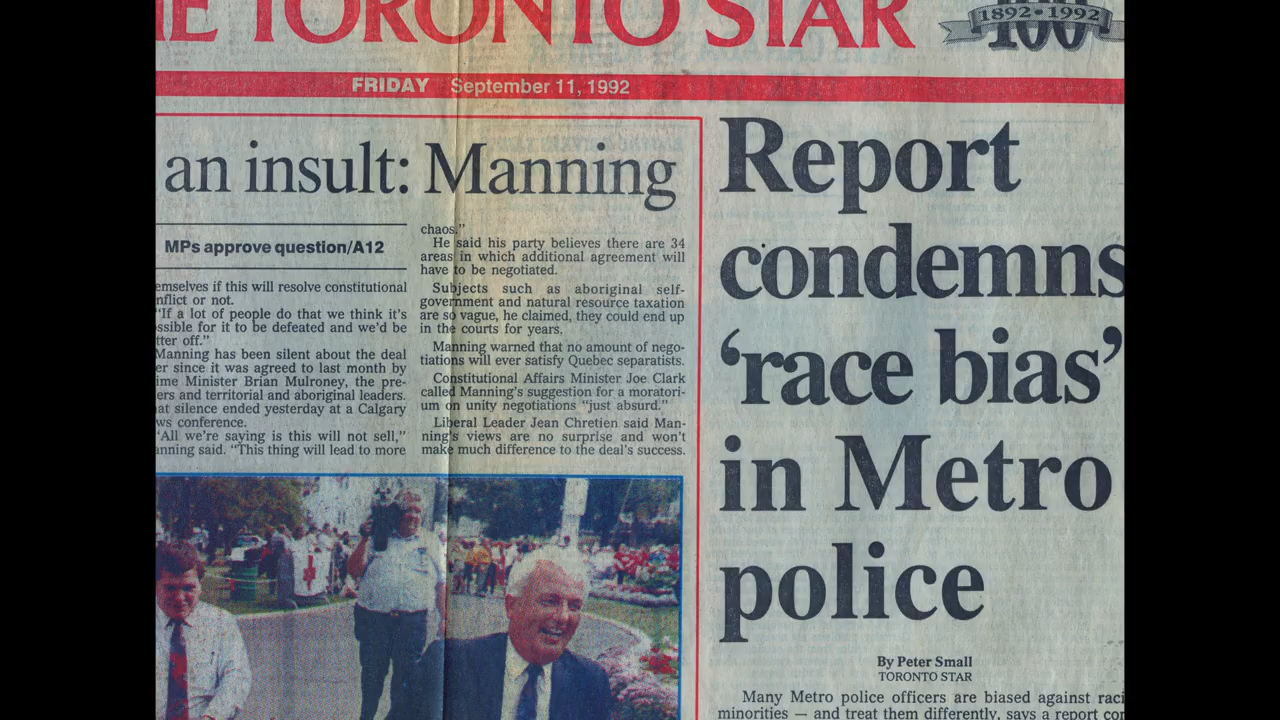 E TORONTO STAR
1892 • 1992
100
FRIDAY September 11, 1992
an insult: Manning
MPs approve question/A12
emselves if this will resolve constitutional
nflict or not.
"If a lot of people do that we think it's
ssible for it to be defeated and we'd be
tter off."
Manning has been silent about the deal
er since it was agreed to last month by
ime Minister Brian Mulroney, the pre-
ers and territorial and aboriginal leaders.
at silence ended yesterday at a Calgary
ws conference.
"All we're saying is this will not sell,"
anning said. "This thing will lead to more
chaos."
He said his party believes there are 34
areas in which additional agreement will
have to be negotiated.
Subjects such as aboriginal self-
government and natural resource taxation
are so vague, he claimed, they could end up
in the courts for years.
Manning warned that no amount of nego-
tiations will ever satisfy Quebec separatists.
Constitutional Affairs Minister Joe Clark
called Manning's suggestion for a moratori-
um on unity negotiations "just absurd."
Liberal Leader Jean Chretien said Man-
ning's views are no surprise and won't
make much difference to the deal's success.
Report
condemns
'race bias'
in Metro
police
By Peter Small
TORONTO STAR
Many Metro police officers are biased against raci
minorities — and treat them differently, says a report con